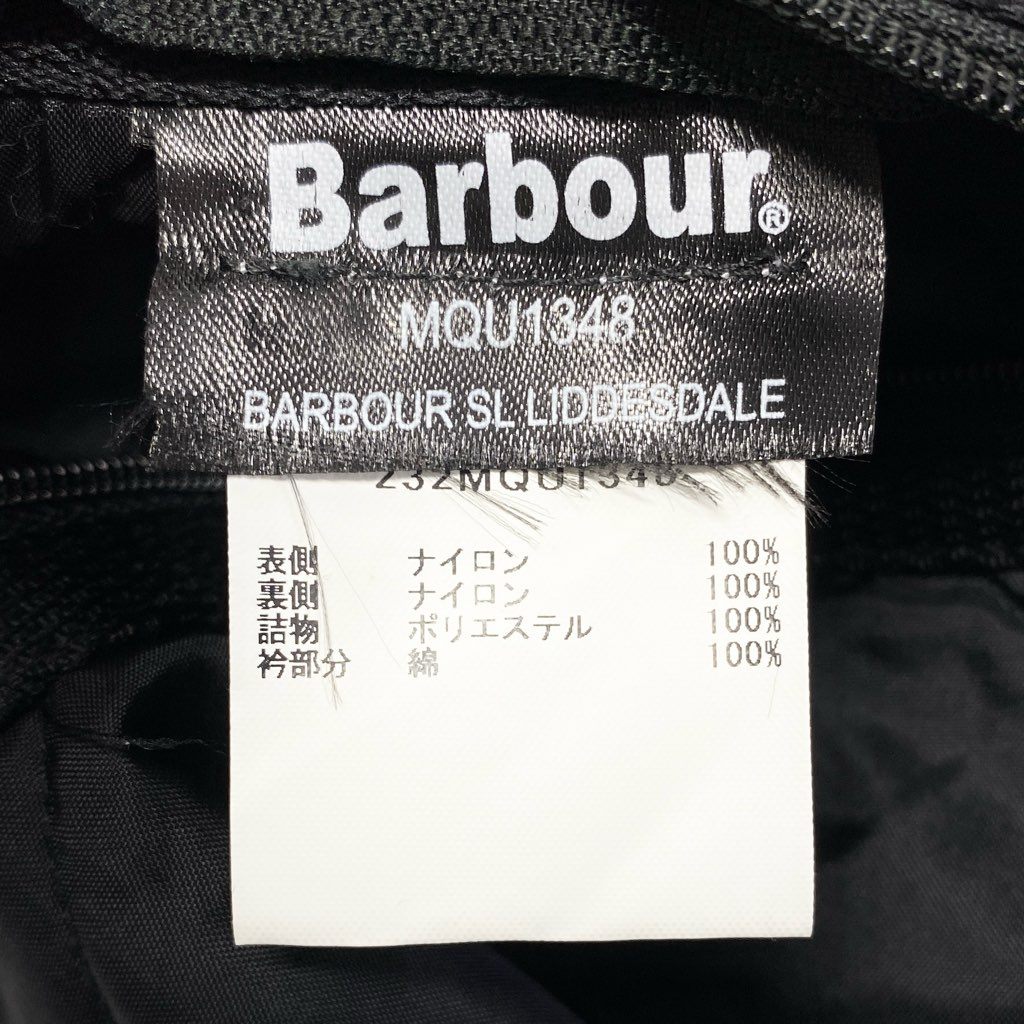 Barbour®
MQU1348
BARBOUR SL LIDDESDALE
232MQU1348
表側 ナイロン 100%
裏側 ナイロン 100%
詰物 ポリエステル 100%
衿部分 綿 100%